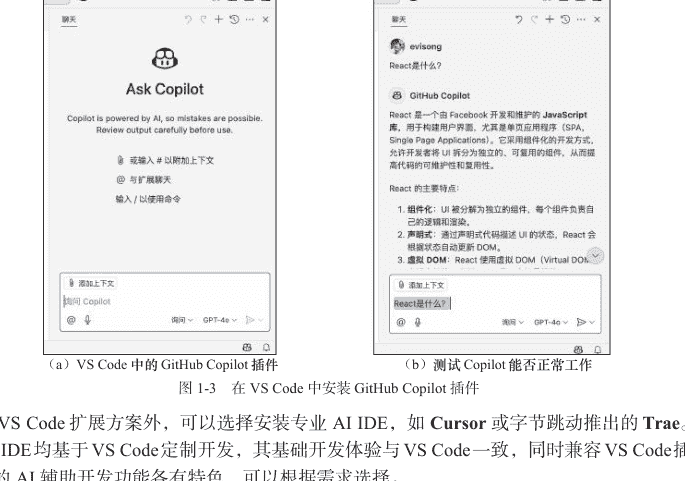 聊天
Ask Copilot
Copilot is powered by AI, so mistakes are possible.
Review output carefully before use.
或输入 # 以附加上下文
@ 与扩展聊天
输入 / 以使用命令
添加上下文
询问 Copilot
询问
GPT-4o
(a) VS Code 中的 GitHub Copilot 插件
聊天
evisong
React是什么?
GitHub Copilot
React 是一个由 Facebook 开发和维护的 JavaScript
库，用于构建用户界面，尤其是单页应用程序（SPA,
Single Page Applications）。它采用组件化的开发方式，
允许开发者将 UI 拆分为独立的、可复用的组件，从而提
高代码的可维护性和复用性。
React 的主要特点：
1. 组件化：UI 被分解为独立的组件，每个组件负责自
己的逻辑和渲染。
2. 声明式：通过声明式代码描述 UI 的状态，React 会
根据状态自动更新 DOM。
3. 虚拟 DOM：React 使用虚拟 DOM（Virtual DOM
添加上下文
React是什么?
@
询问
GPT-4o
(b) 测试 Copilot 能否正常工作
图 1-3 在 VS Code 中安装 GitHub Copilot 插件
VS Code 扩展方案外，可以选择安装专业 AI IDE，如 Cursor 或字节跳动推出的 Trae。
IDE 均基于 VS Code 定制开发，其基础开发体验与 VS Code 一致，同时兼容 VS Code 插
的 AI 辅助开发功能各有特色，可以根据需求选择。